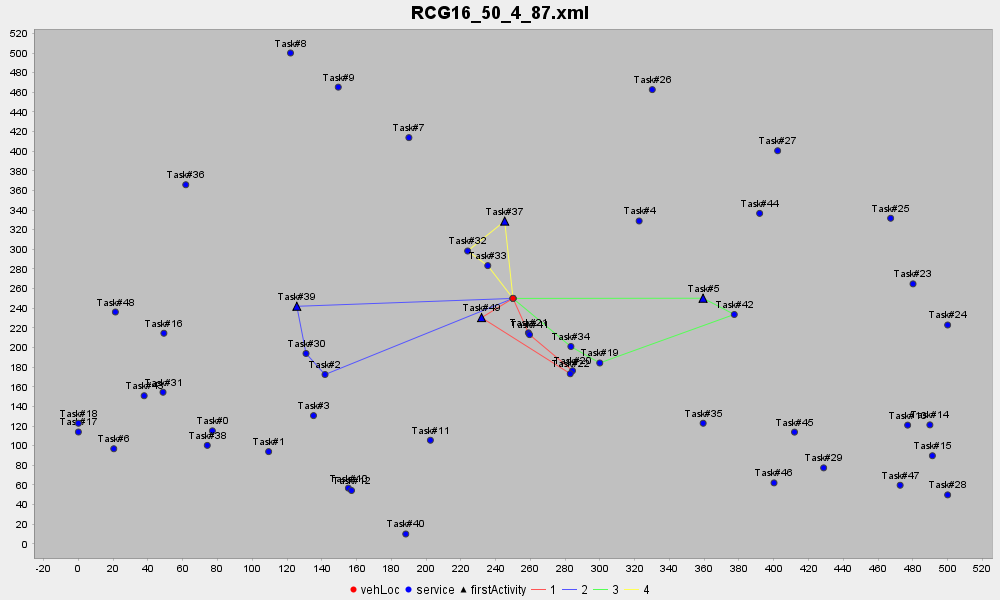 RCG16_50_4_87.xml
520
500
480
460
440
420
400
380
360
340
320
300
280
260
240
220
200
180
160
140
120
100
80
60
40
20
0
Task#8
Task#9
Task#26
Task#7
Task#27
Task#36
Task#44
Task#37
Task#4
Task#25
Task#32
Task#33
Task#23
Task#39
Task#5
Task#48
Task#49
Task#42
Task#24
Task#16
Task#21
Task#41
Task#34
Task#30
Task#19
Task#2
Task#20
Task#22
Task#31
Task#43
Task#3
Task#18
Task#17
Task#0
Task#35
Task#13
Task#14
Task#45
Task#6
Task#38
Task#1
Task#11
Task#15
Task#29
Task#10
Task#12
Task#46
Task#47
Task#28
Task#40
-20 0 20 40 60 80 100 120 140 160 180 200 220 240 260 280 300 320 340 360 380 400 420 440 460 480 500 520
vehLoc service firstActivity 1 2 3 4